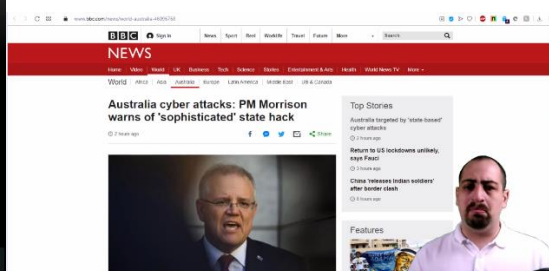 www.bbc.com/news/world-australia-46096768
BBC Sign in News Sport Reel Worklife Travel Future More Search
NEWS
Home Video World UK Business Tech Science Stories Entertainment & Arts Health World News TV More
World Africa Asia Australia Europe Latin America Middle East US & Canada
Australia cyber attacks: PM Morrison
warns of 'sophisticated' state hack
2 hours ago
Share
Top Stories
Australia targeted by 'state-based'
cyber attacks
2 hours ago
Return to US lockdowns unlikely,
says Fauci
3 hours ago
China 'releases Indian soldiers'
after border clash
6 hours ago
Features